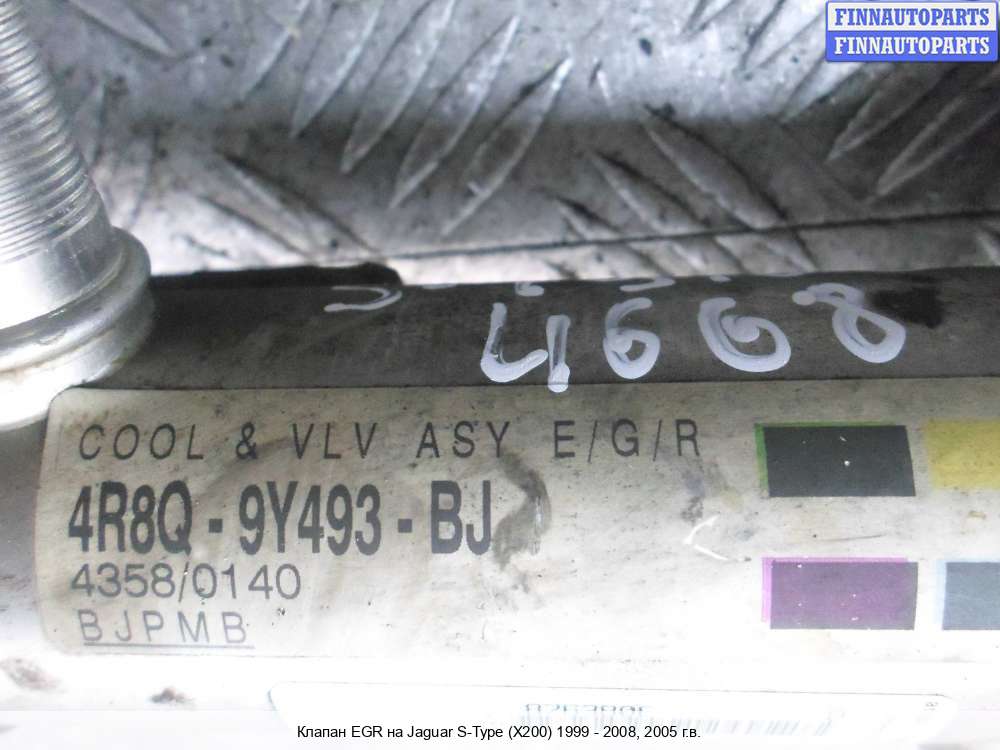 FINNAUTOPARTS
FINNAUTOPARTS
4668
COOL & VLV ASY E/G/R
4R8Q-9Y493-BJ
4358/0140
BJPMB
Клапан EGR на Jaguar S-Type (X200) 1999 - 2008, 2005 г.в.